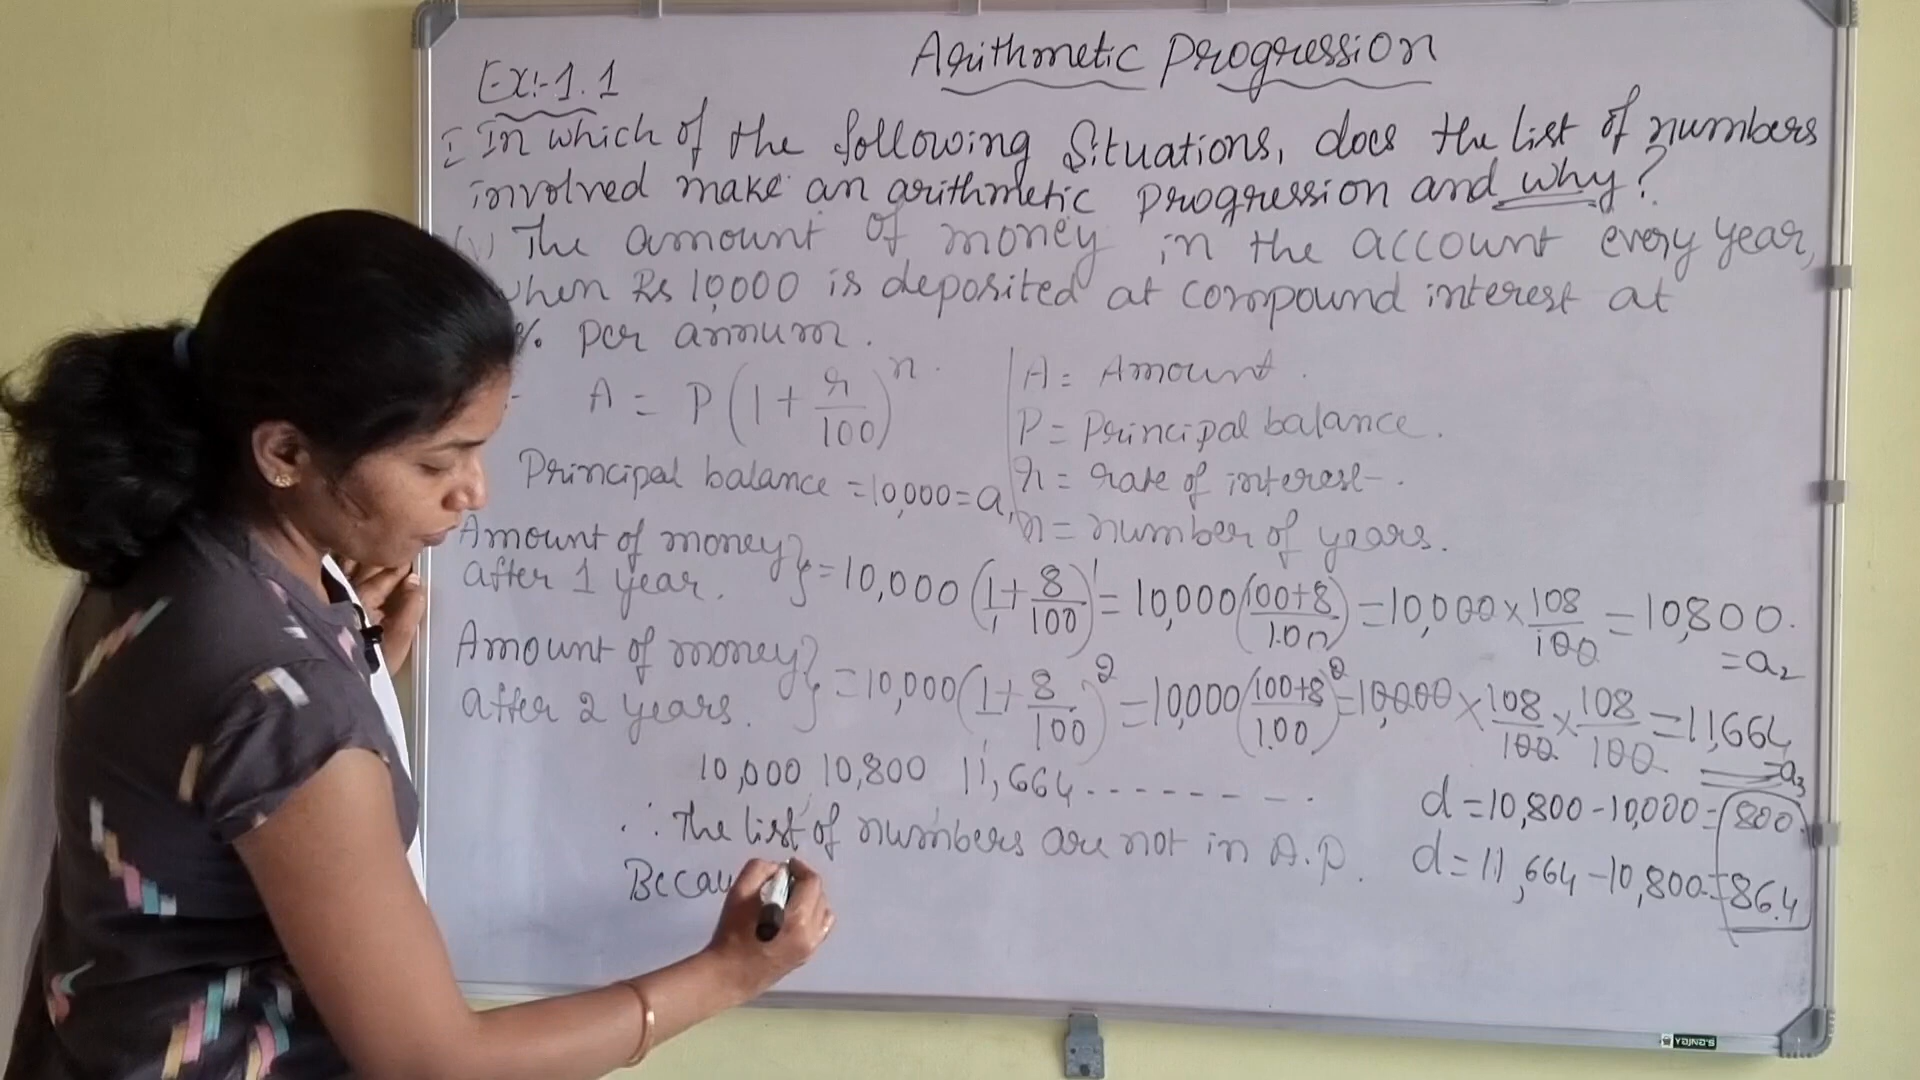 Arithmetic Progression
Ex:-1.1
I In which of the following Situations, does the list of numbers
involved make an arithmetic progression and why?
(v) The amount of money in the account every year,
when Rs 10,000 is deposited at compound interest at
% per annum.
A = P(1 + r/100)^n.
A = Amount.
P = Principal balance.
r = rate of interest.
n = number of years.
Principal balance = 10,000 = a1
Amount of money after 1 year. } = 10,000 (1 + 8/100)^1 = 10,000 (100+8/100) = 10,000 × 108/100 = 10,800.
= a2
Amount of money after 2 years. } = 10,000 (1 + 8/100)^2 = 10,000 (100+8/100)^2 = 10,000 × 108/100 × 108/100 = 11,664
= a3
10,000 10,800 11,664 - - - - - - - - .
∴ The list of numbers are not in A.P.
Becau
d = 10,800 - 10,000 = 800.
d = 11,664 - 10,800 = 864